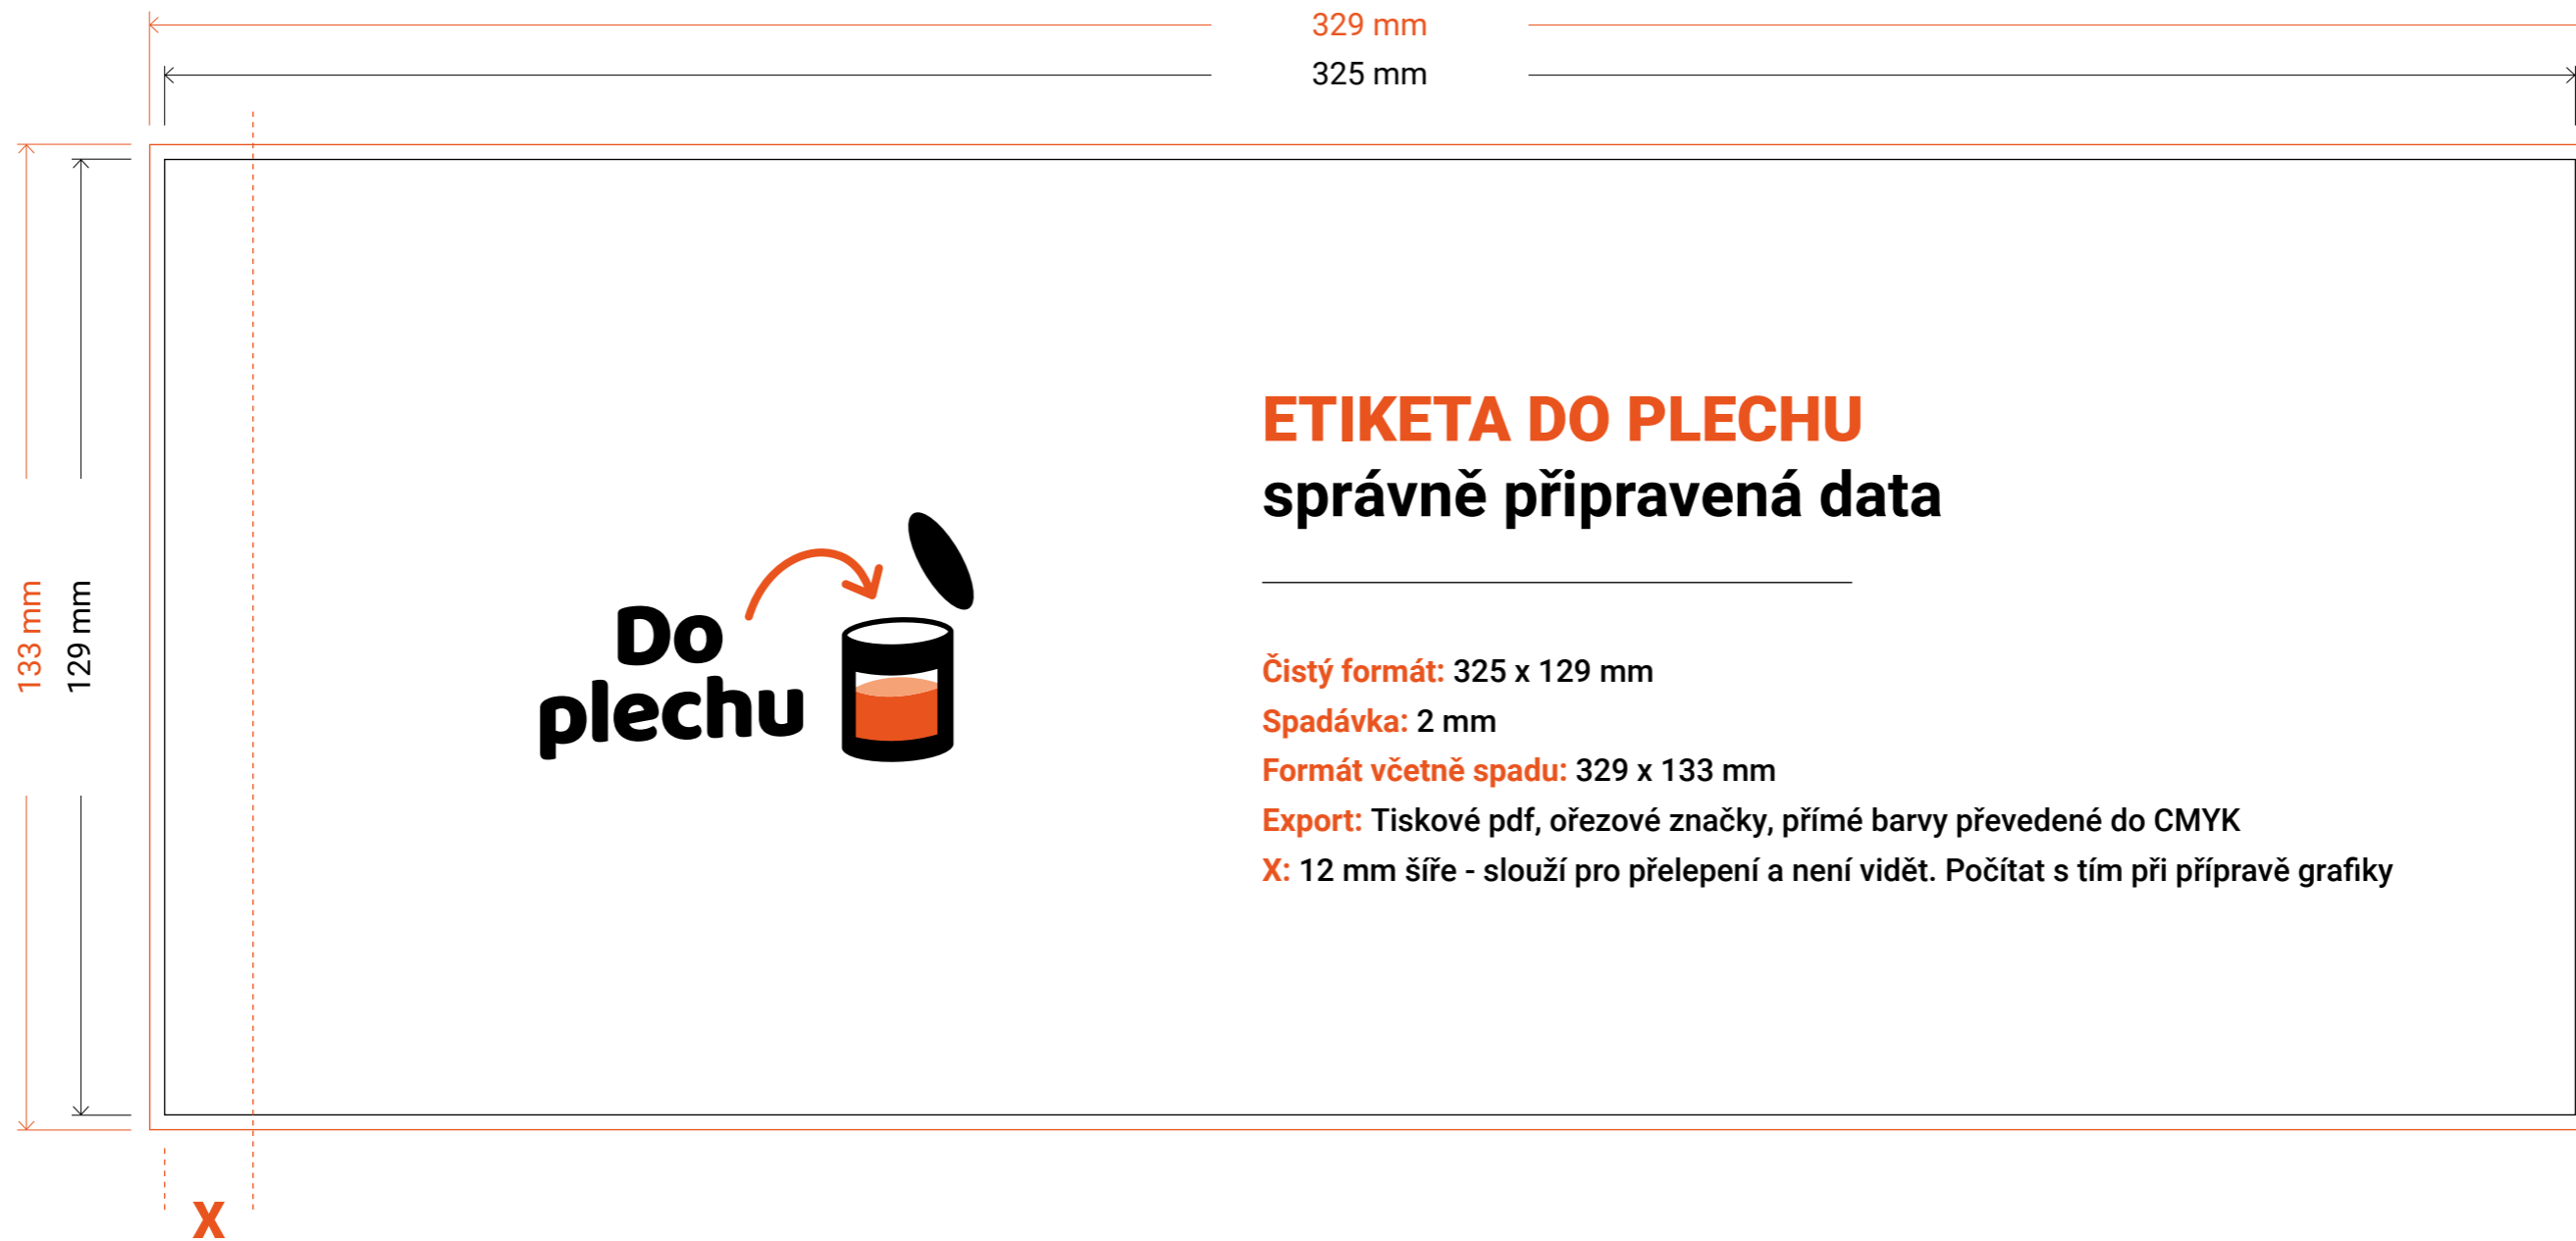 329 mm
325 mm
133 mm
129 mm
Do
plechu
ETIKETA DO PLECHU
správně připravená data
Čistý formát: 325 x 129 mm
Spadávka: 2 mm
Formát včetně spadu: 329 x 133 mm
Export: Tiskové pdf, ořezové značky, přímé barvy převedené do CMYK
X: 12 mm šíře - slouží pro přelepení a není vidět. Počítat s tím při přípravě grafiky
X